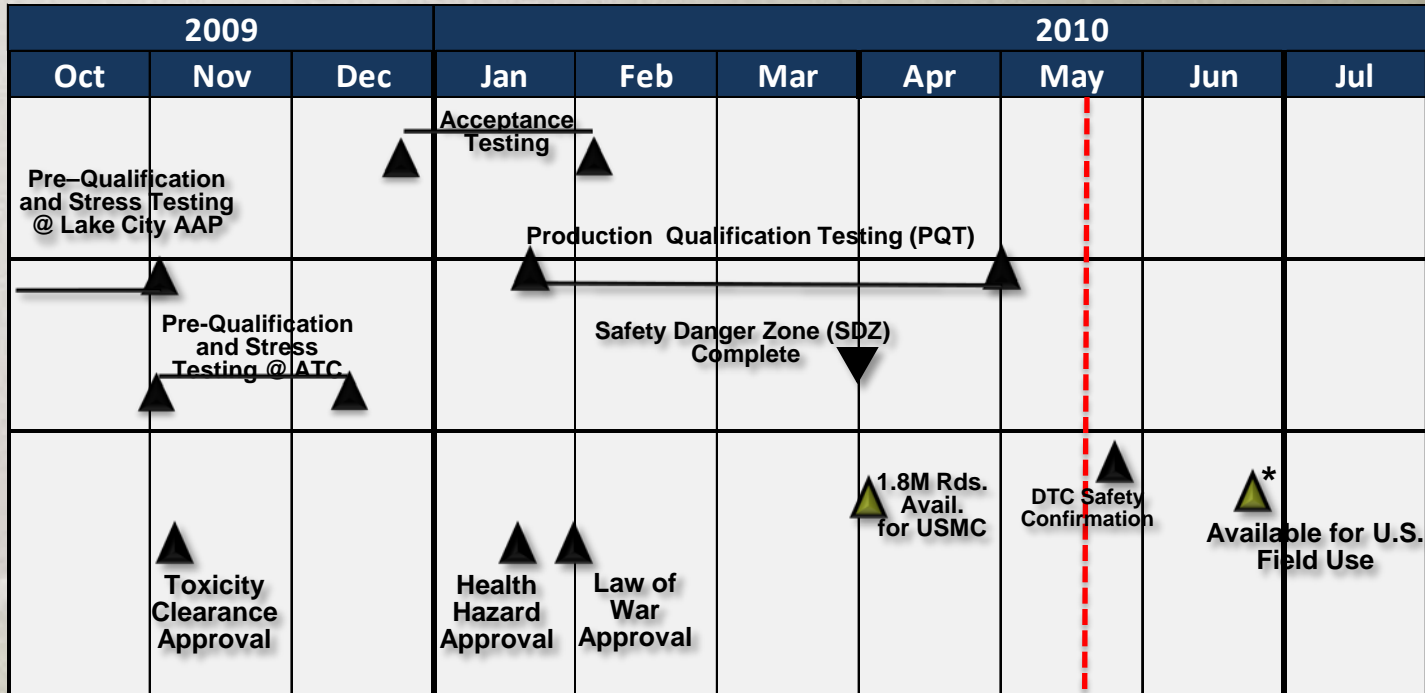 2009
2010
Oct
Nov
Dec
Jan
Feb
Mar
Apr
May
Jun
Jul
Acceptance
Testing
Pre–Qualification
and Stress Testing
@ Lake City AAP
Production Qualification Testing (PQT)
Pre-Qualification
and Stress
Testing @ ATC
Safety Danger Zone (SDZ)
Complete
1.8M Rds.
Avail.
for USMC
DTC Safety
Confirmation
*
Available for U.S.
Field Use
Toxicity
Clearance
Approval
Health
Hazard
Approval
Law of
War
Approval